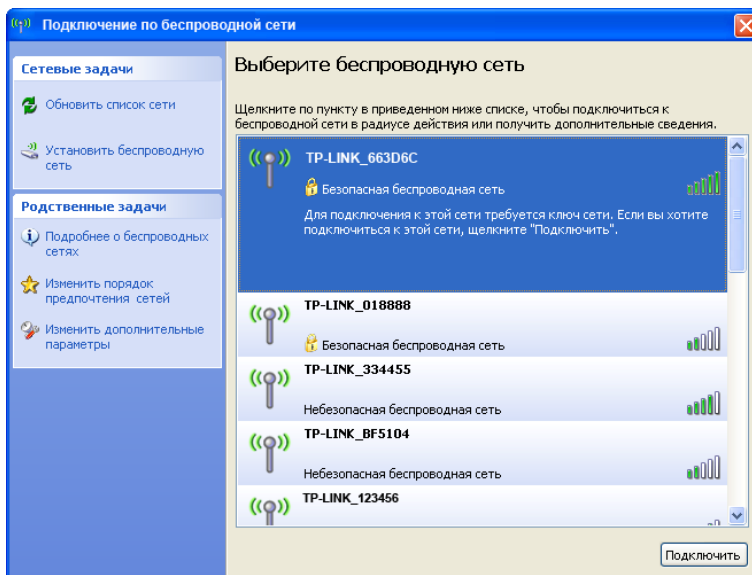 Подключение по беспроводной сети
Сетевые задачи
Обновить список сети
Установить беспроводную
сеть
Родственные задачи
Подробнее о беспроводных
сетях
Изменить порядок
предпочтения сетей
Изменить дополнительные
параметры
Выберите беспроводную сеть
Щелкните по пункту в приведенном ниже списке, чтобы подключиться к
беспроводной сети в радиусе действия или получить дополнительные сведения.
TP-LINK_663D6C
Безопасная беспроводная сеть
Для подключения к этой сети требуется ключ сети. Если вы хотите
подключиться к этой сети, щелкните "Подключить".
TP-LINK_018888
Безопасная беспроводная сеть
TP-LINK_334455
Небезопасная беспроводная сеть
TP-LINK_BF5104
Небезопасная беспроводная сеть
TP-LINK_123456
Подключить